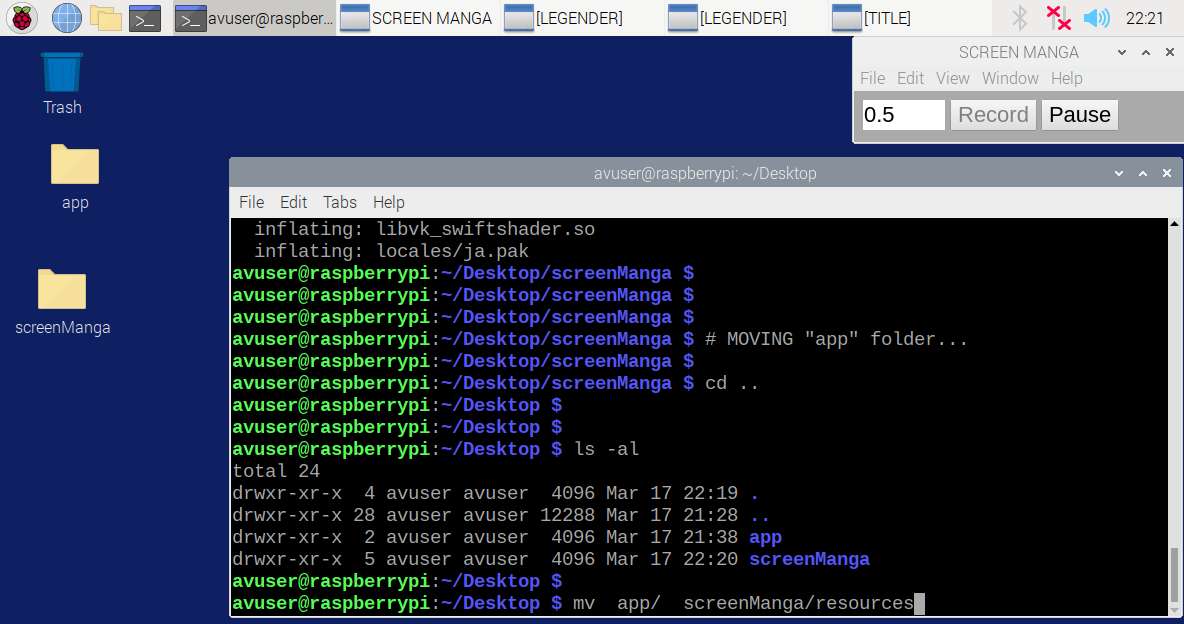 avuser@raspber... SCREEN MANGA [LEGENDER] [LEGENDER] [TITLE] 22:21
SCREEN MANGA
File Edit View Window Help
0.5 Record Pause
Trash
app
screenManga
avuser@raspberrypi: ~/Desktop
File Edit Tabs Help
  inflating: libvk_swiftshader.so
  inflating: locales/ja.pak
avuser@raspberrypi:~/Desktop/screenManga $
avuser@raspberrypi:~/Desktop/screenManga $
avuser@raspberrypi:~/Desktop/screenManga $
avuser@raspberrypi:~/Desktop/screenManga $ # MOVING "app" folder...
avuser@raspberrypi:~/Desktop/screenManga $
avuser@raspberrypi:~/Desktop/screenManga $ cd ..
avuser@raspberrypi:~/Desktop $
avuser@raspberrypi:~/Desktop $
avuser@raspberrypi:~/Desktop $ ls -al
total 24
drwxr-xr-x  4 avuser avuser  4096 Mar 17 22:19 .
drwxr-xr-x 28 avuser avuser 12288 Mar 17 21:28 ..
drwxr-xr-x  2 avuser avuser  4096 Mar 17 21:38 app
drwxr-xr-x  5 avuser avuser  4096 Mar 17 22:20 screenManga
avuser@raspberrypi:~/Desktop $
avuser@raspberrypi:~/Desktop $ mv  app/  screenManga/resources